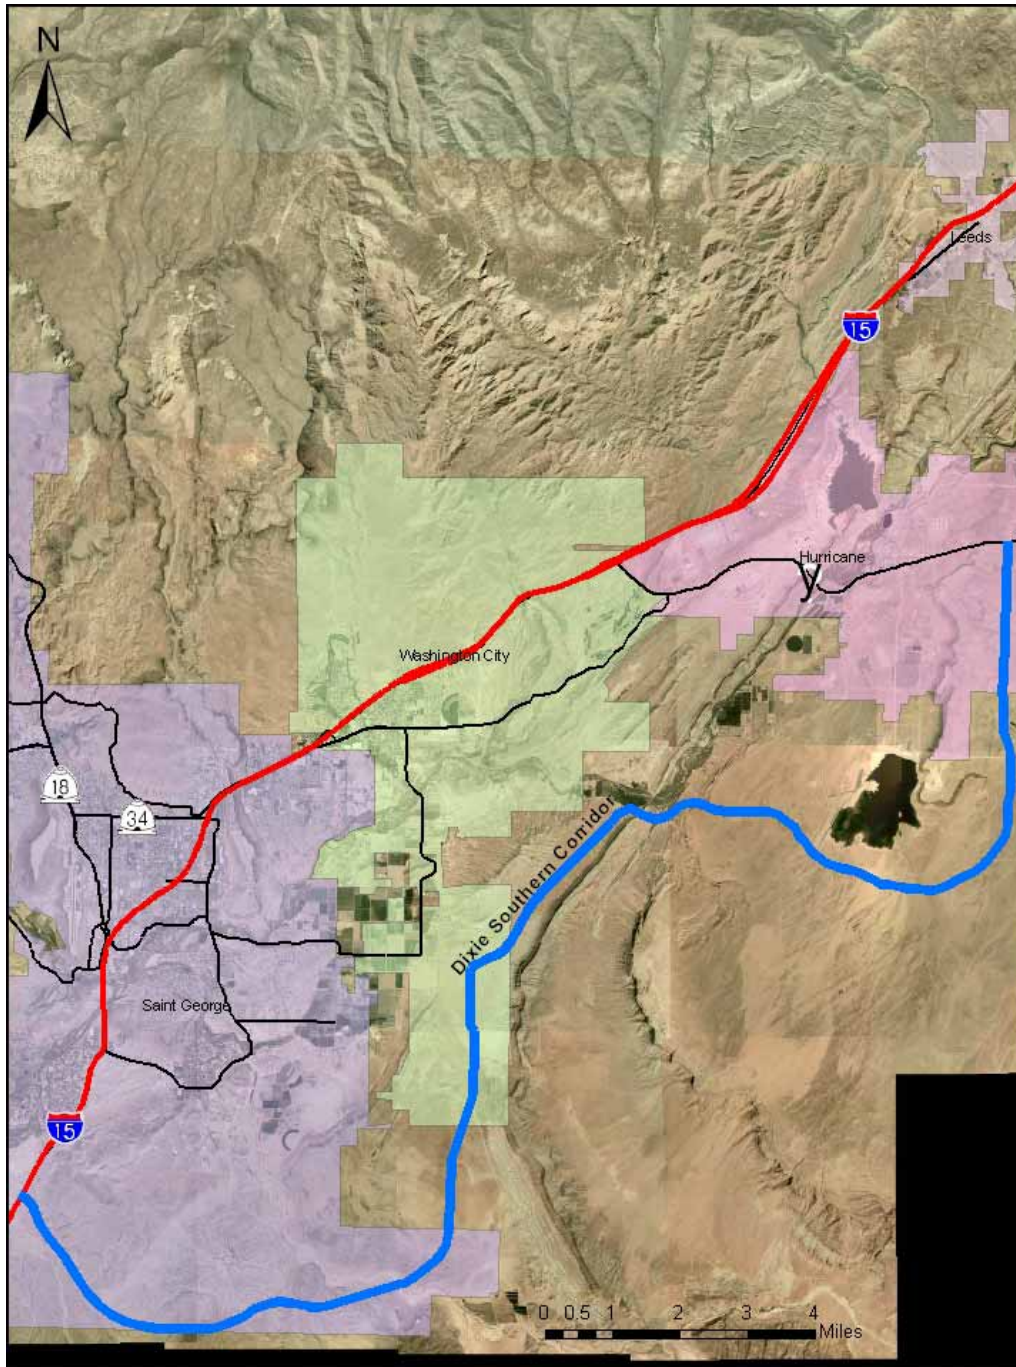 N
Leeds
15
Hurricane
Washington City
18
34
Dixie Southern Corridor
Saint George
15
0 0.5 1 2 3 4
Miles